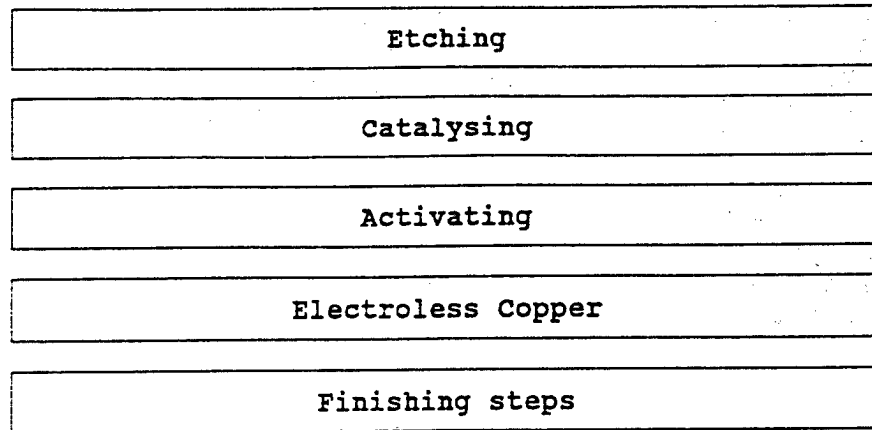 Etching
Catalysing
Activating
Electroless Copper
Finishing steps